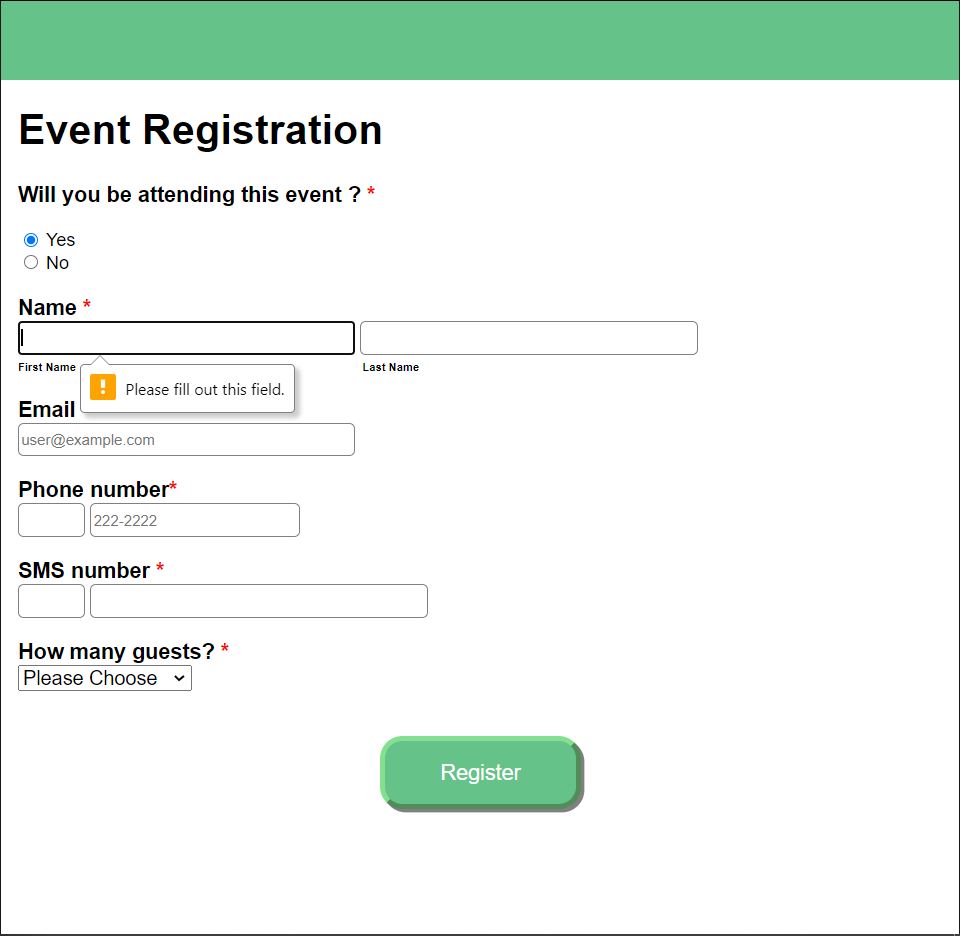 Event Registration
Will you be attending this event ? *
Yes
No
Name *
First Name
Last Name
Please fill out this field.
Email
user@example.com
Phone number*
222-2222
SMS number *
How many guests? *
Please Choose
Register